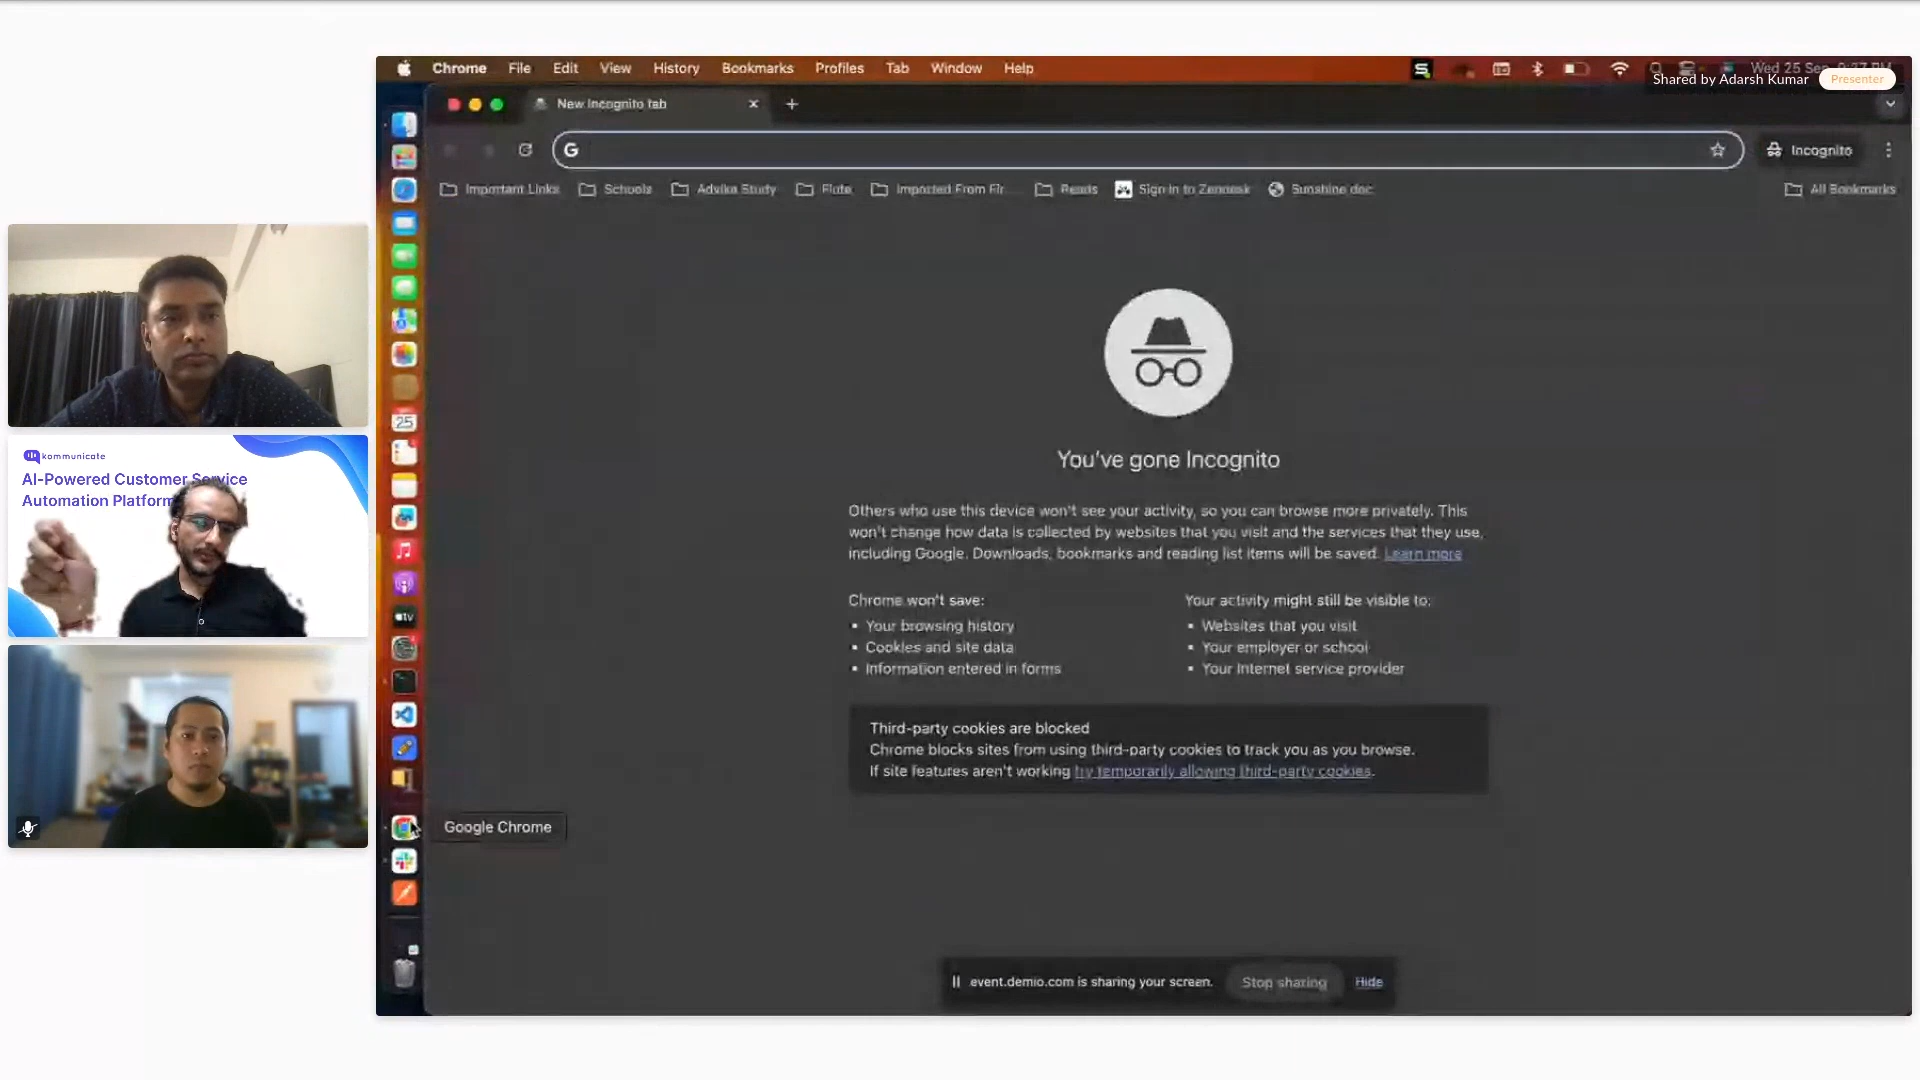 Chrome File Edit View History Bookmarks Profiles Tab Window Help
Wed 25 Sep
Shared by Adarsh Kumar Presenter
New Incognito tab
G
Incognito
Important Links Schools Advika Study Flute Imported From Fir... Reads Sign in to Zendesk Sunshine doc
All Bookmarks
kommunicate
AI-Powered Customer Service
Automation Platform
25
tv
You've gone Incognito
Others who use this device won't see your activity, so you can browse more privately. This
won't change how data is collected by websites that you visit and the services that they use,
including Google. Downloads, bookmarks and reading list items will be saved. Learn more
Chrome won't save:
• Your browsing history
• Cookies and site data
• Information entered in forms
Your activity might still be visible to:
• Websites that you visit
• Your employer or school
• Your Internet service provider
Third-party cookies are blocked
Chrome blocks sites from using third-party cookies to track you as you browse.
If site features aren't working try temporarily allowing third-party cookies.
Google Chrome
event.demio.com is sharing your screen. Stop sharing Hide